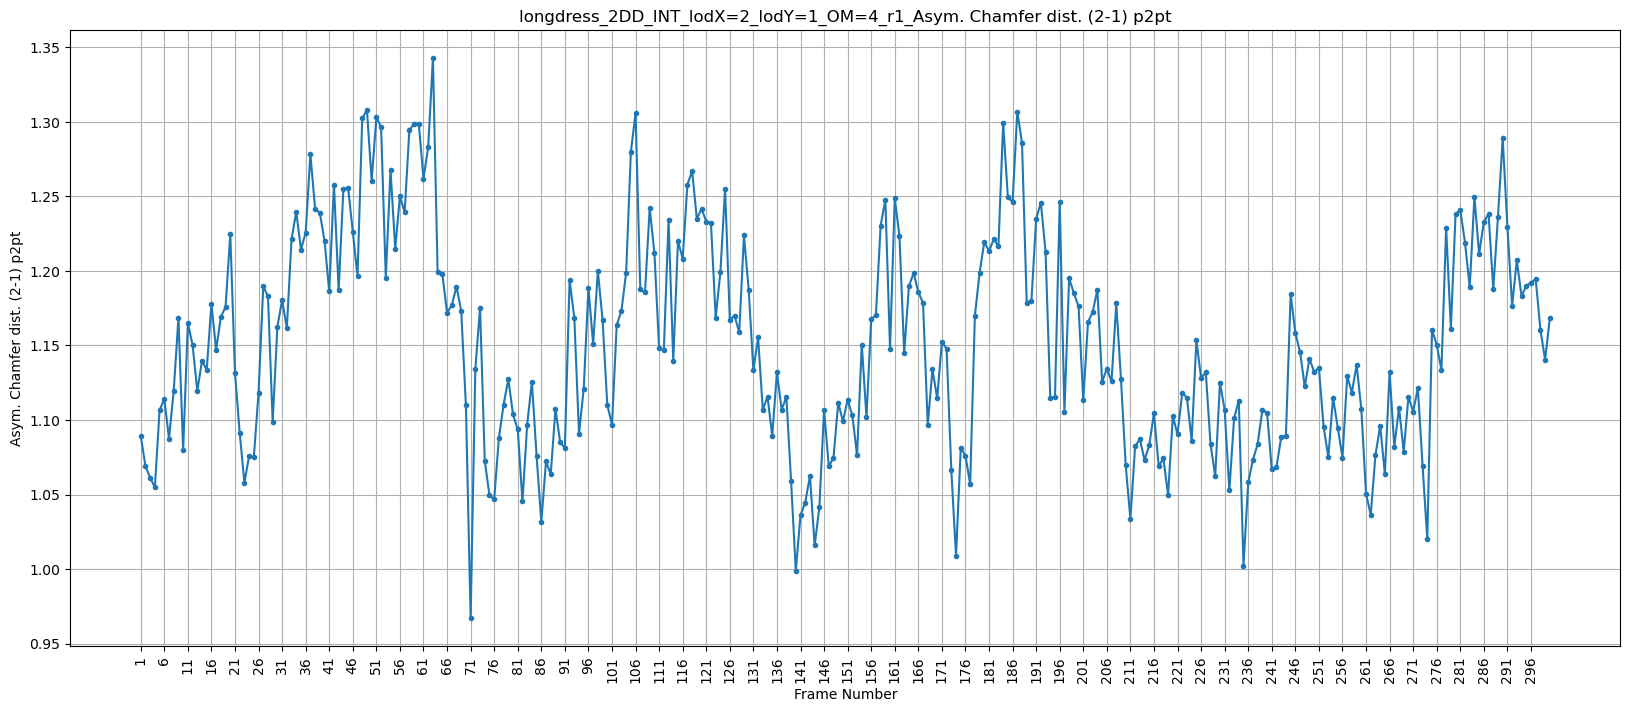 longdress_2DD_INT_lodX=2_lodY=1_OM=4_r1_Asym. Chamfer dist. (2-1) p2pt
Asym. Chamfer dist. (2-1) p2pt
1.35
1.30
1.25
1.20
1.15
1.10
1.05
1.00
0.95
1 6 11 16 21 26 31 36 41 46 51 56 61 66 71 76 81 86 91 96 101 106 111 116 121 126 131 136 141 146 151 156 161 166 171 176 181 186 191 196 201 206 211 216 221 226 231 236 241 246 251 256 261 266 271 276 281 286 291 296
Frame Number